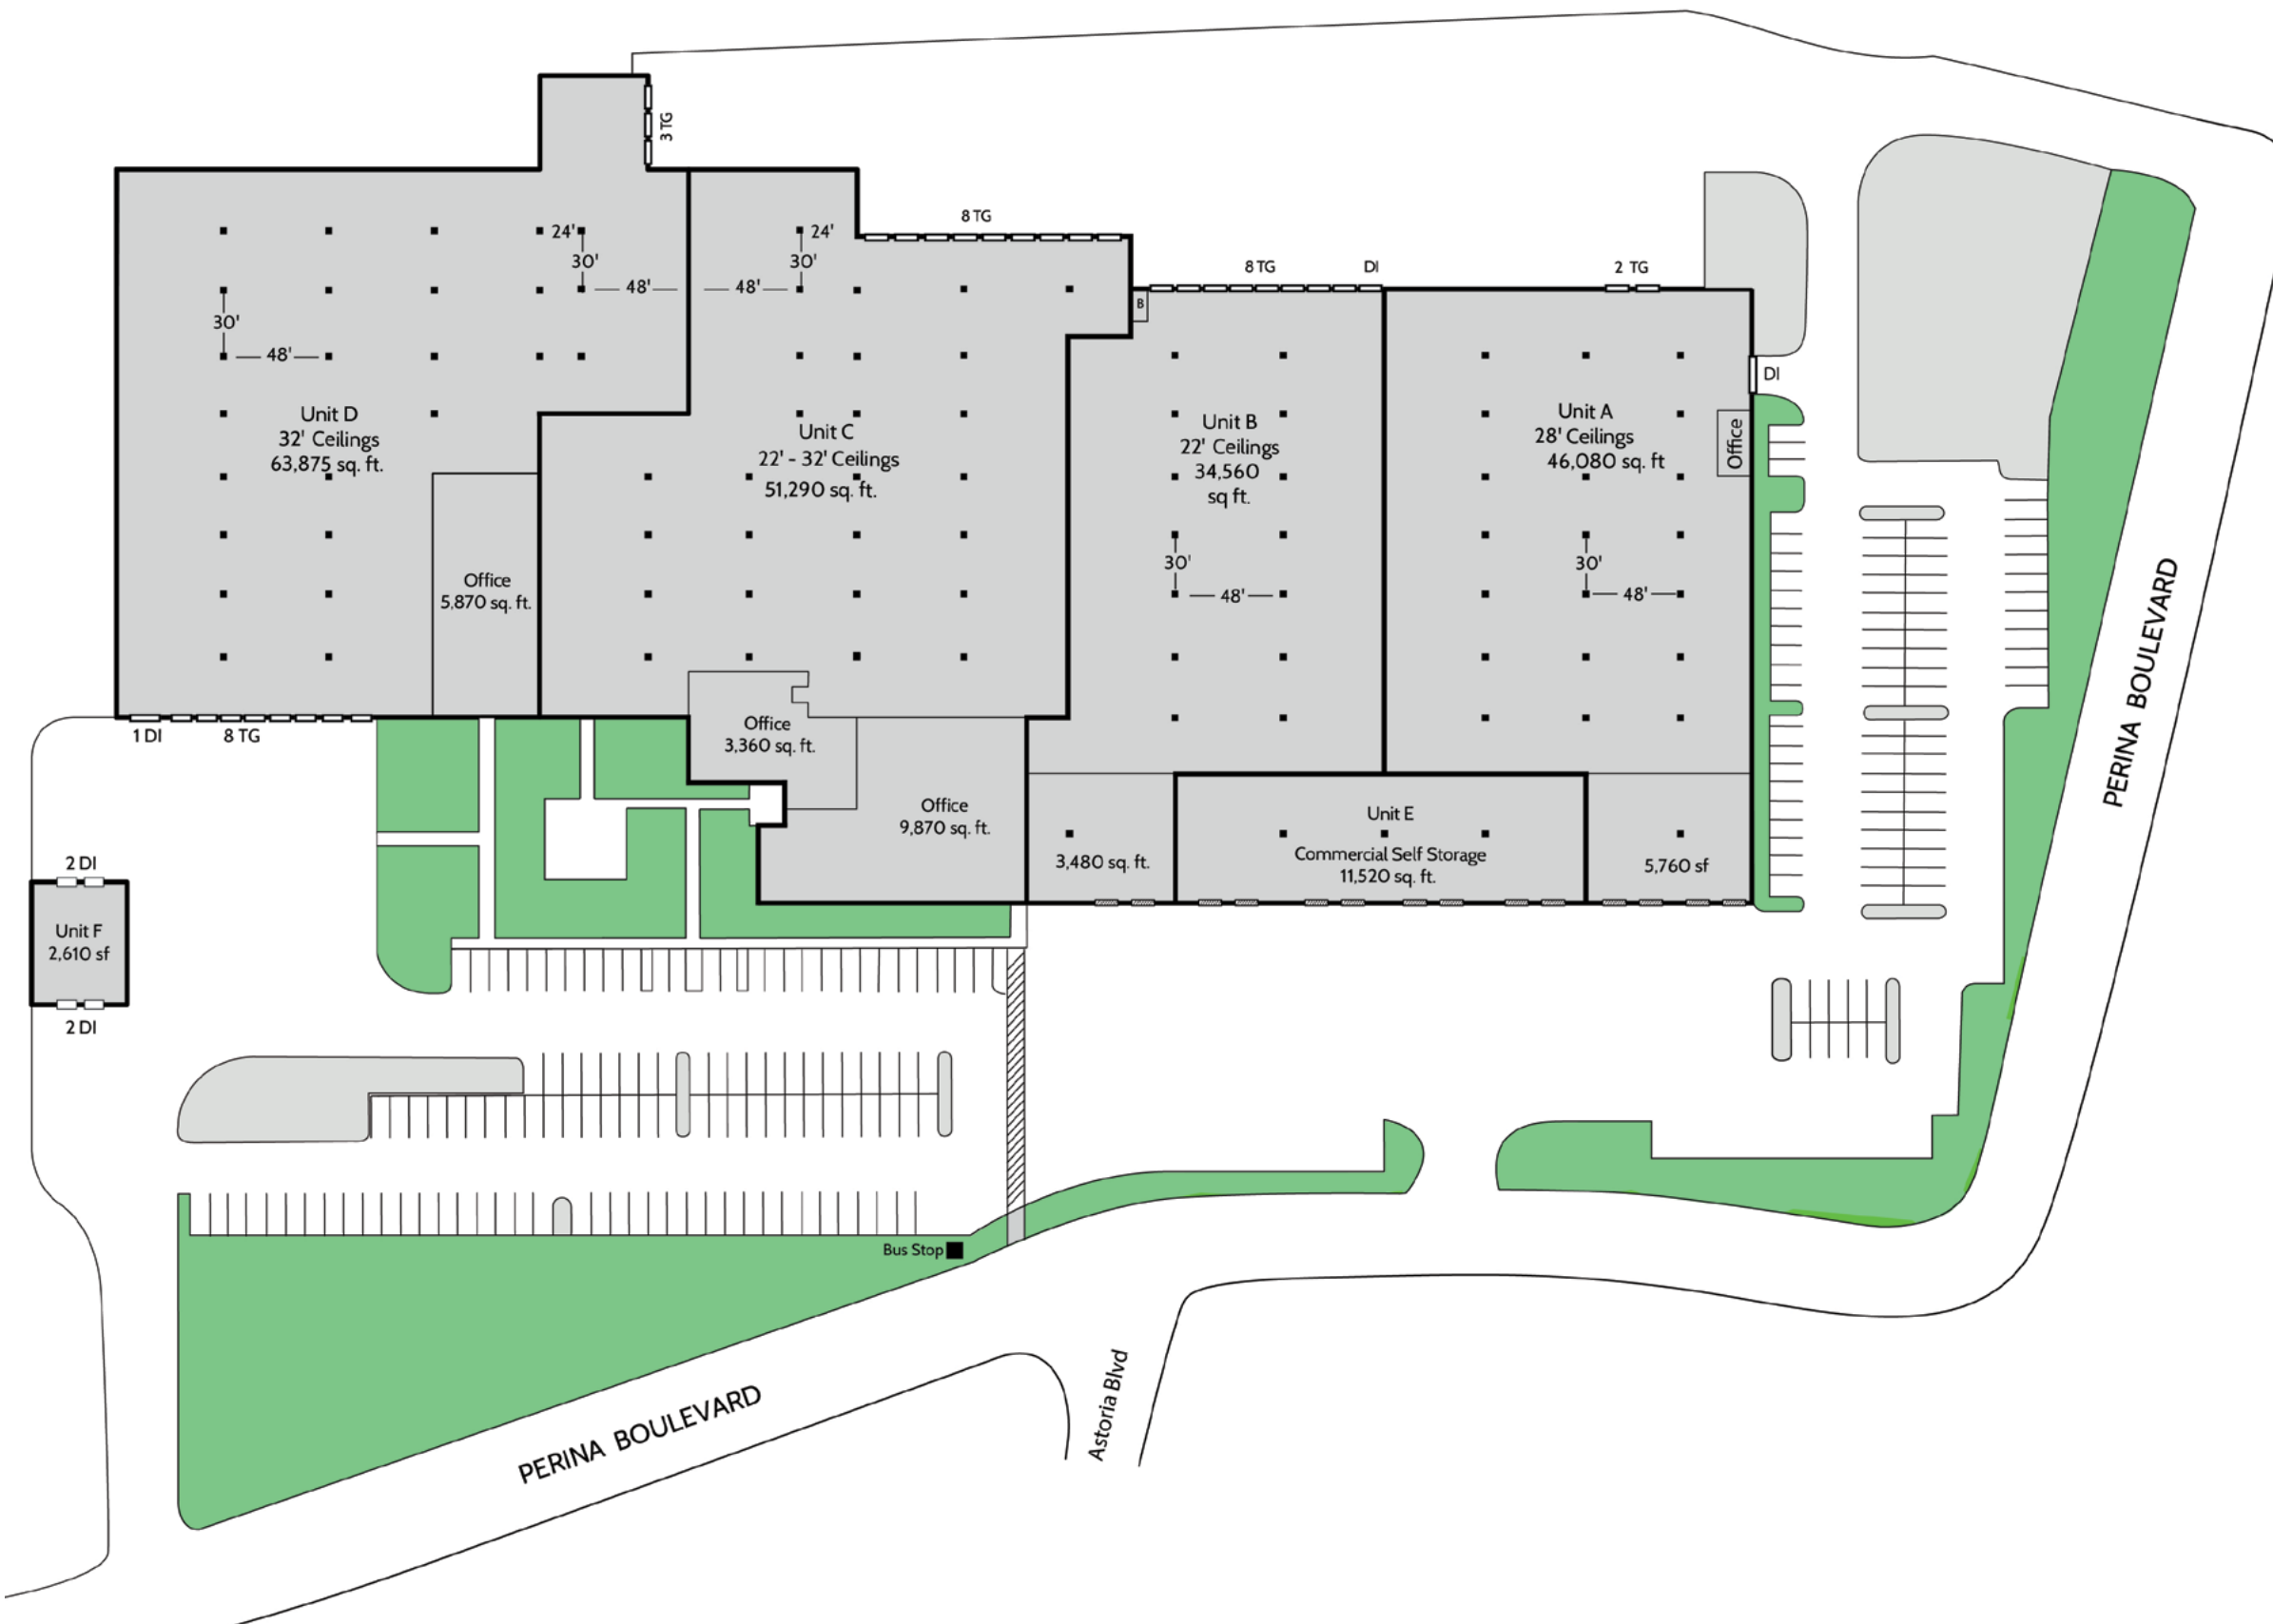 3 TG
8 TG
8 TG
DI
2 TG
24'
30'
48'
24'
30'
48'
30'
48'
B
DI
Unit D
32' Ceilings
63,875 sq. ft.
Unit C
22' - 32' Ceilings
51,290 sq. ft.
Unit B
22' Ceilings
34,560
sq ft.
Unit A
28' Ceilings
46,080 sq. ft
Office
30'
48'
30'
48'
Office
5,870 sq. ft.
Office
3,360 sq. ft.
Office
9,870 sq. ft.
1 DI
8 TG
3,480 sq. ft.
Unit E
Commercial Self Storage
11,520 sq. ft.
5,760 sf
2 DI
Unit F
2,610 sf
2 DI
PERINA BOULEVARD
Bus Stop
PERINA BOULEVARD
Astoria Blvd